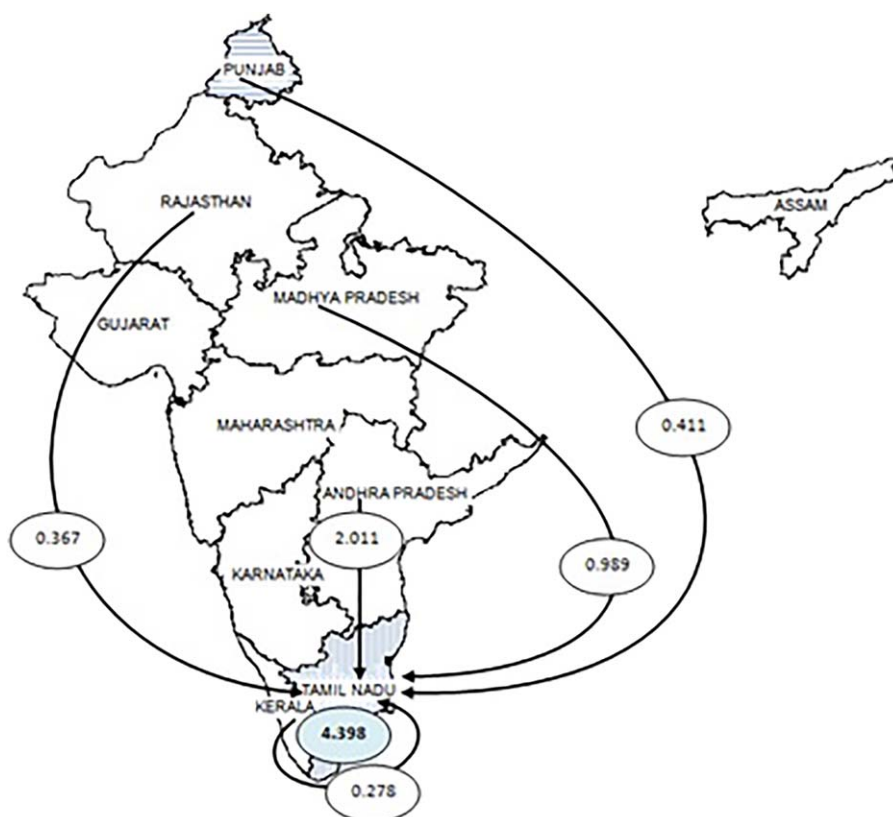 PUNJAB
RAJASTHAN
ASSAM
MADHYA PRADESH
GUJARAT
MAHARASHTRA
0.411
ANDHRA PRADESH
0.367
2.011
0.989
KARNATAKA
TAMIL NADU
KERALA
4.398
0.278